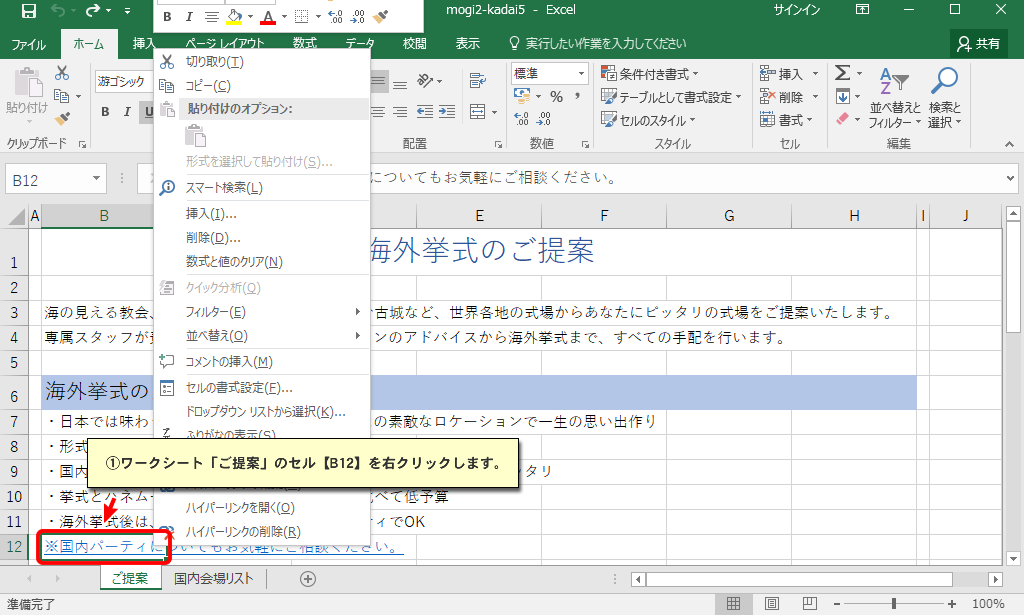 mogi2-kadai5 - Excel
サインイン
ファイル
ホーム
挿入
ページ レイアウト
数式
データ
校閲
表示
実行したい作業を入力してください
共有
貼り付け
游ゴシック
B I U
標準
条件付き書式
テーブルとして書式設定
セルのスタイル
挿入
削除
書式
並べ替えと
フィルター
検索と
選択
クリップボード
配置
数値
スタイル
セル
編集
B12
についてもお気軽にご相談ください。
切り取り(T)
コピー(C)
貼り付けのオプション:
形式を選択して貼り付け(S)...
スマート検索(L)
挿入(I)...
削除(D)...
数式と値のクリア(N)
クイック分析(Q)
フィルター(E)
並べ替え(O)
コメントの挿入(M)
セルの書式設定(F)...
ドロップダウン リストから選択(K)...
ふりがなの表示(S)
ハイパーリンクを開く(O)
ハイパーリンクの削除(R)
A B E F G H I J
1 海外挙式のご提案
2
3 海の見える教会、 古城など、世界各地の式場からあなたにピッタリの式場をご提案いたします。
4 専属スタッフが ンのアドバイスから海外挙式まで、すべての手配を行います。
5
6 海外挙式の
7 ・日本では味わ の素敵なロケーションで一生の思い出作り
8 ・形式
9 ・国内 ッタリ
10 ・挙式とハネムー べて低予算
11 ・海外挙式後は、 ティでOK
12 ※国内パーティについてもお気軽にご相談ください。
①ワークシート「ご提案」のセル【B12】を右クリックします。
ご提案
国内会場リスト
準備完了
100%